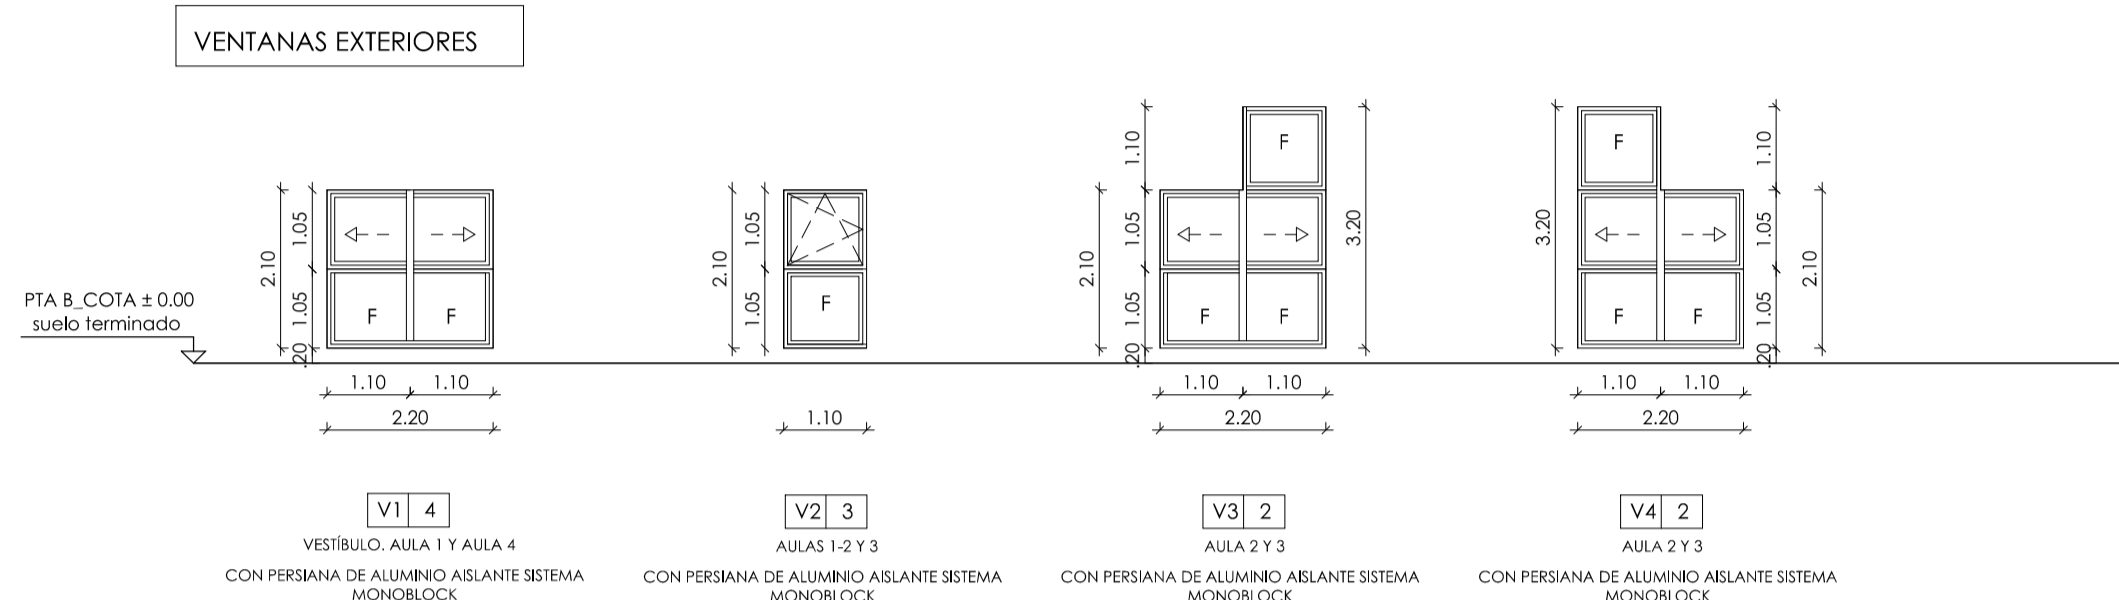 VENTANAS EXTERIORES
PTA B_COTA ± 0.00
suelo terminado
2.10
1.05
1.05
.20
F
F
1.10
1.10
2.20
V1
4
VESTÍBULO. AULA 1 Y AULA 4
CON PERSIANA DE ALUMINIO AISLANTE SISTEMA
MONOBLOCK
2.10
1.05
1.05
F
1.10
V2
3
AULAS 1-2 Y 3
CON PERSIANA DE ALUMINIO AISLANTE SISTEMA
MONOBLOCK
1.10
2.10
1.05
1.05
.20
F
F
F
3.20
1.10
1.10
2.20
V3
2
AULA 2 Y 3
CON PERSIANA DE ALUMINIO AISLANTE SISTEMA
MONOBLOCK
3.20
F
F
F
1.10
1.05
1.05
.20
2.10
1.10
1.10
2.20
V4
2
AULA 2 Y 3
CON PERSIANA DE ALUMINIO AISLANTE SISTEMA
MONOBLOCK